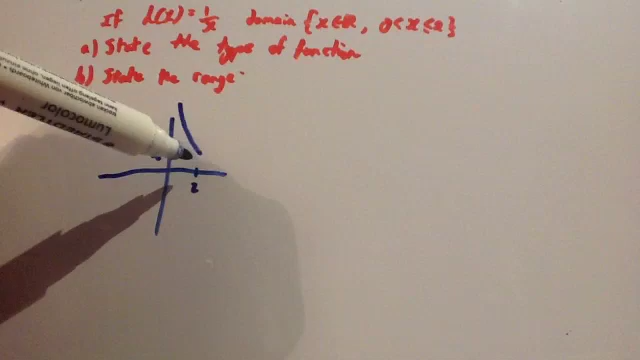 If f(x) = 1/x domain {x∈R, 0<x≤2}
a) State the type of function
b) State the range
Lumocolor
2